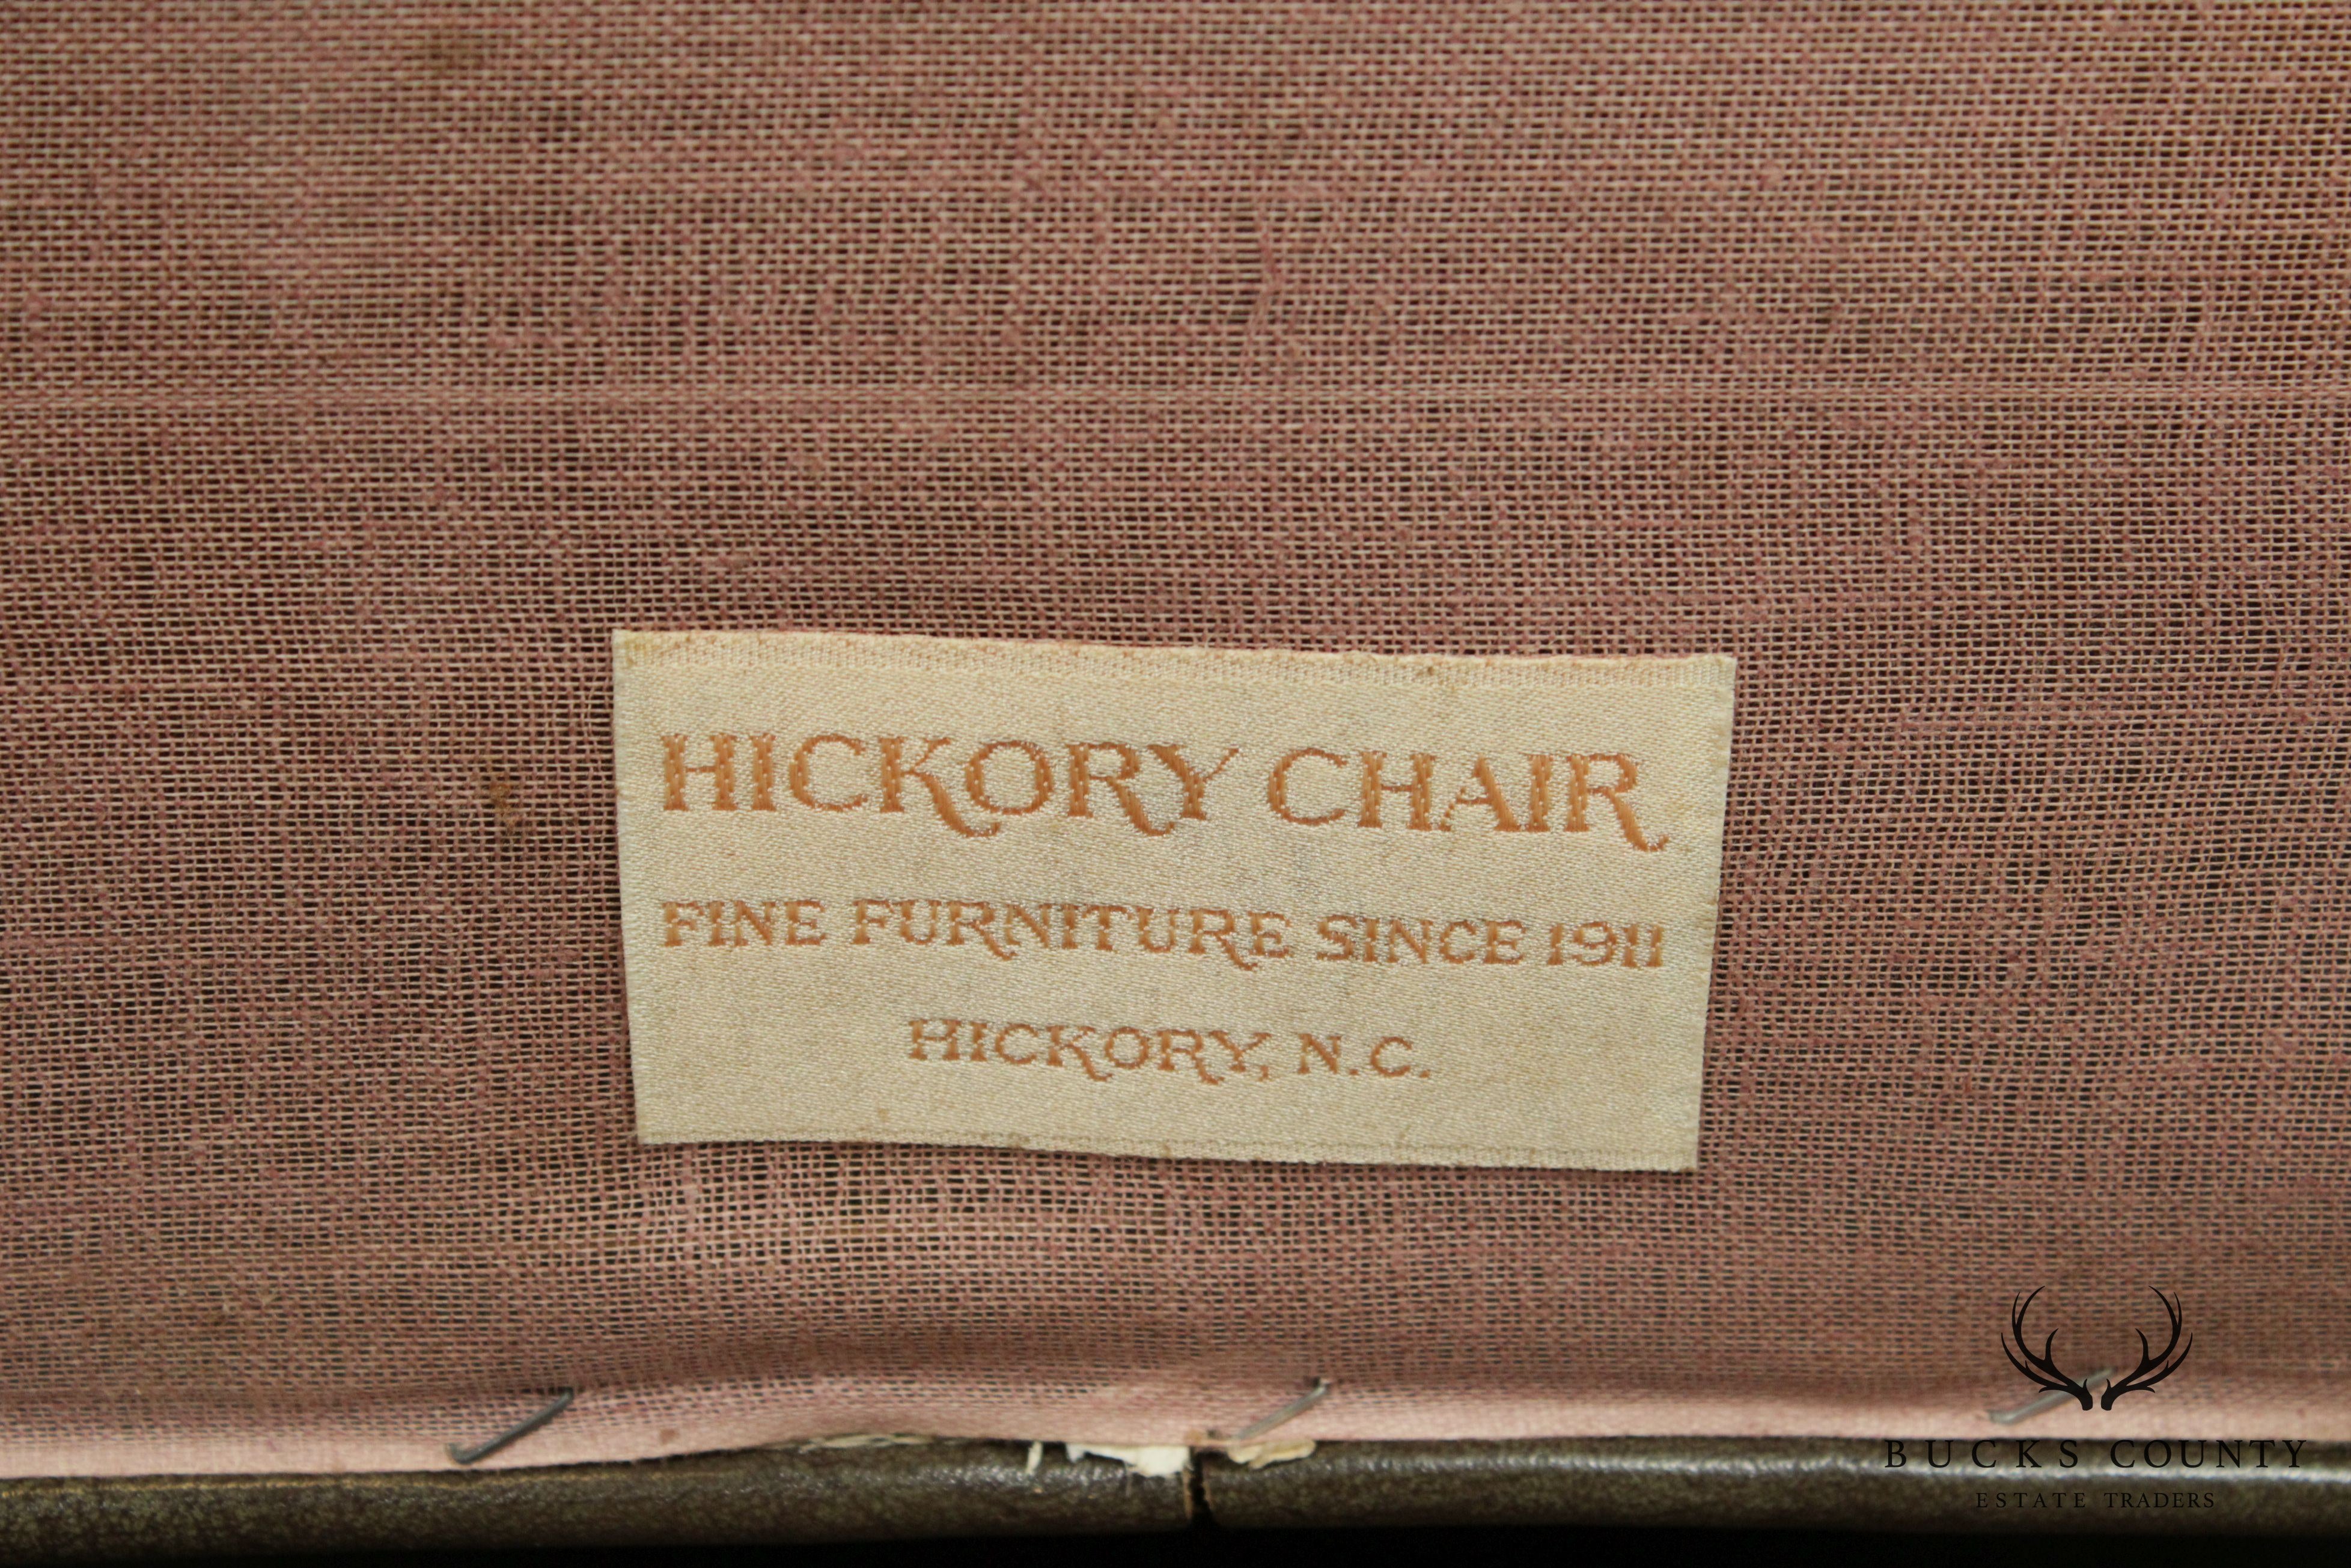 HICKORY CHAIR
FINE FURNITURE SINCE 1911
HICKORY, N.C.
BUCKS COUNTY
ESTATE TRADERS